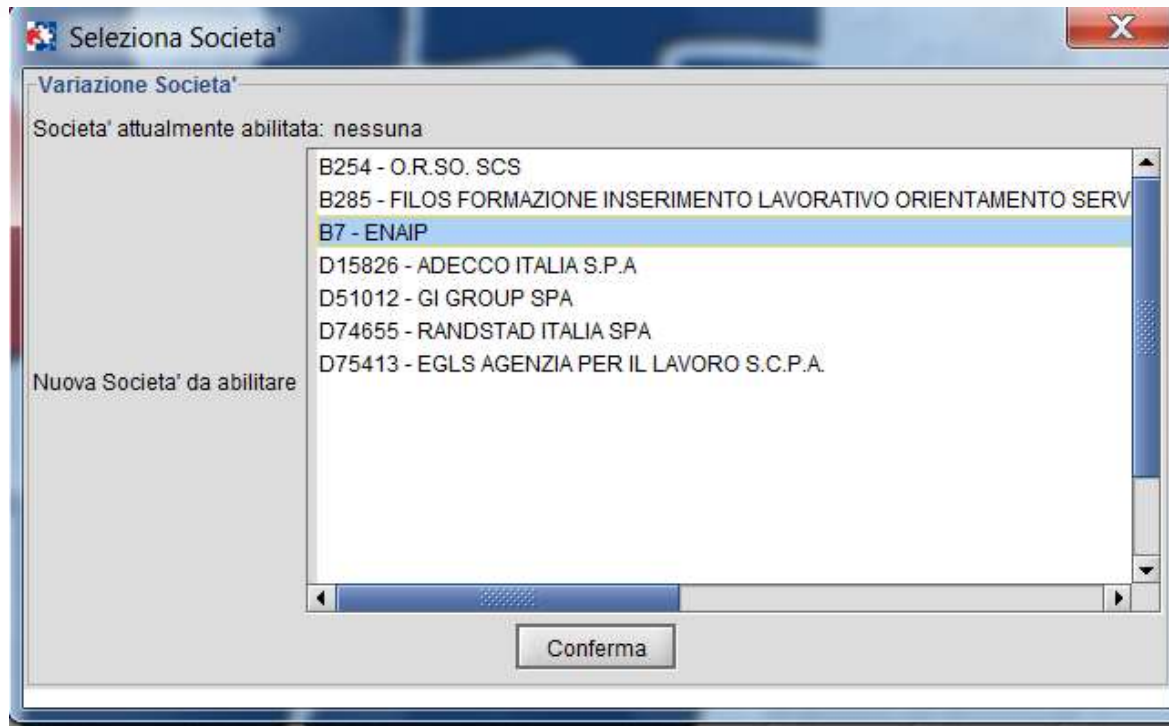 Seleziona Societa'
Variazione Societa'
Societa' attualmente abilitata: nessuna
B254 - O.R.SO. SCS
B285 - FILOS FORMAZIONE INSERIMENTO LAVORATIVO ORIENTAMENTO SERV
B7 - ENAIP
D15826 - ADECCO ITALIA S.P.A
D51012 - GI GROUP SPA
D74655 - RANDSTAD ITALIA SPA
D75413 - EGLS AGENZIA PER IL LAVORO S.C.P.A.
Nuova Societa' da abilitare
Conferma